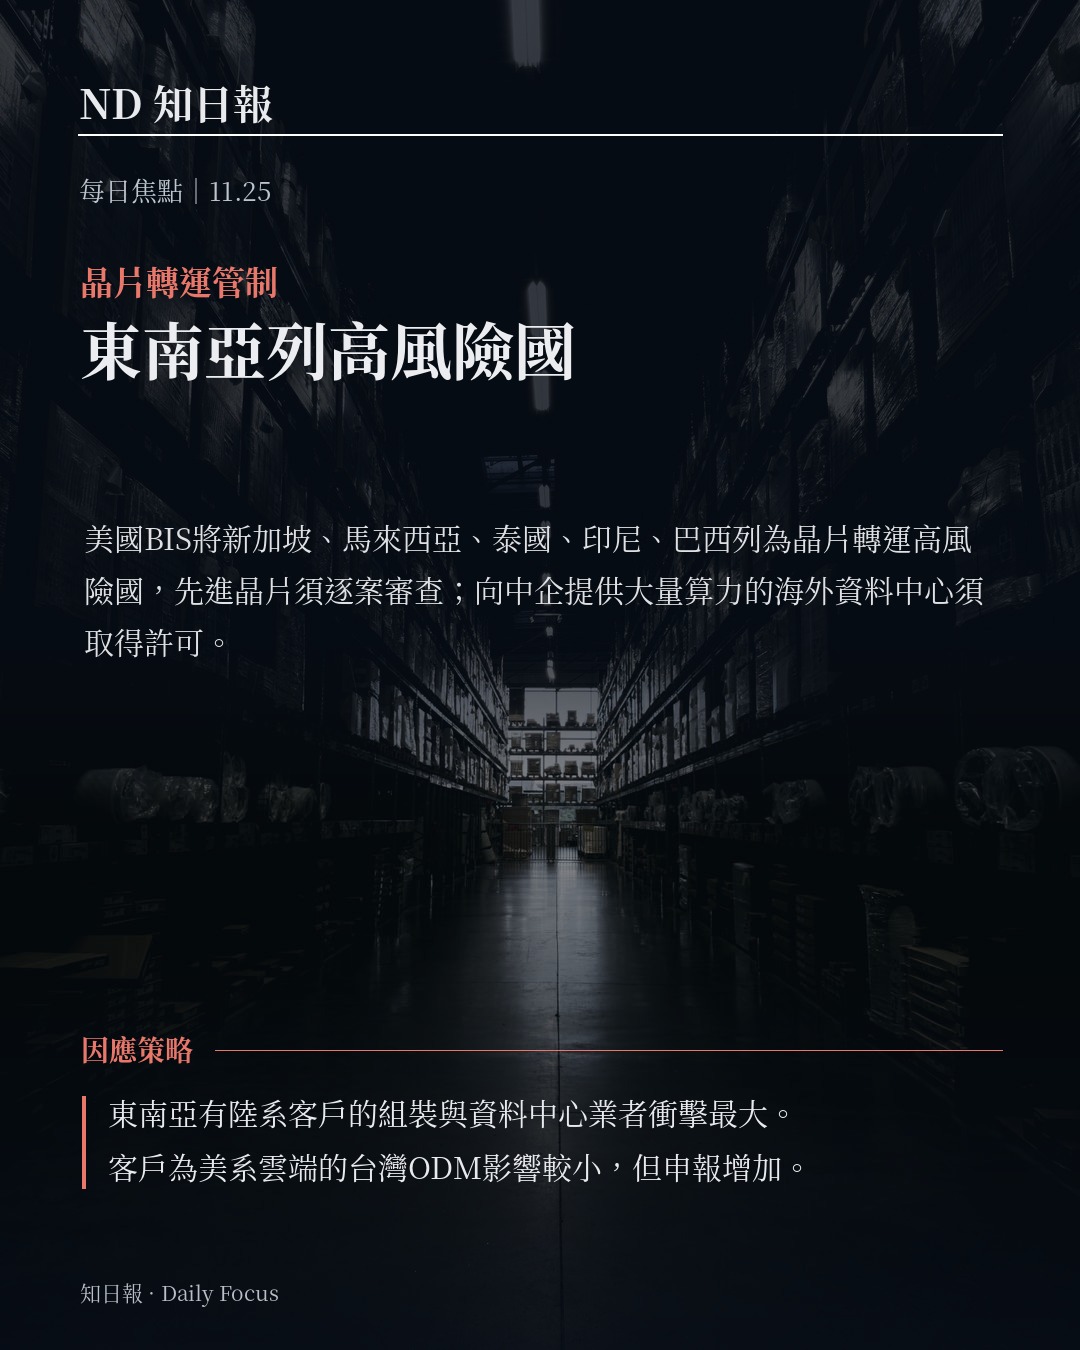 ND 知日報
每日焦點｜11.25
晶片轉運管制
東南亞列高風險國
美國BIS將新加坡、馬來西亞、泰國、印尼、巴西列為晶片轉運高風
險國，先進晶片須逐案審查；向中企提供大量算力的海外資料中心須
取得許可。
因應策略
東南亞有陸系客戶的組裝與資料中心業者衝擊最大。
客戶為美系雲端的台灣ODM影響較小，但申報增加。
知日報 · Daily Focus